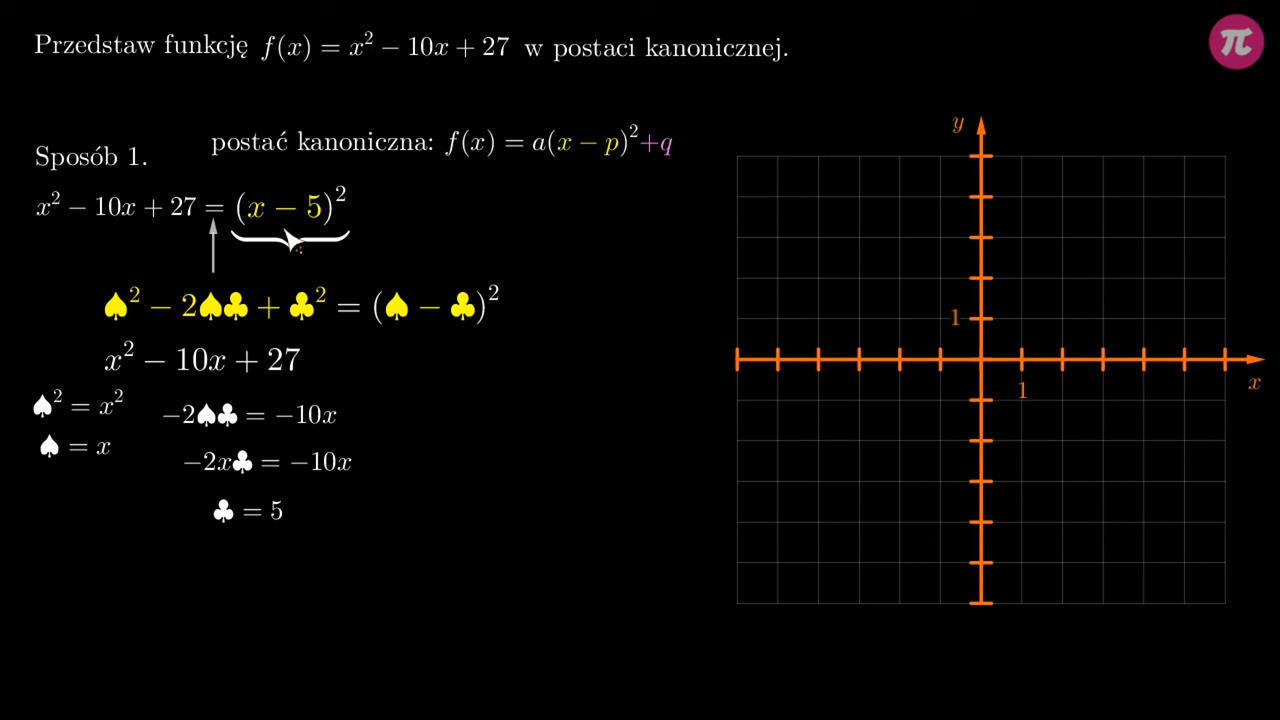 Przedstaw funkcję f(x) = x² − 10x + 27 w postaci kanonicznej.
π
Sposób 1.
postać kanoniczna: f(x) = a(x − p)²+q
x² − 10x + 27 = (x − 5)²
♠² − 2♠♣ + ♣² = (♠ − ♣)²
x² − 10x + 27
♠² = x²
♠ = x
−2♠♣ = −10x
−2x♣ = −10x
♣ = 5
y
1
1
x